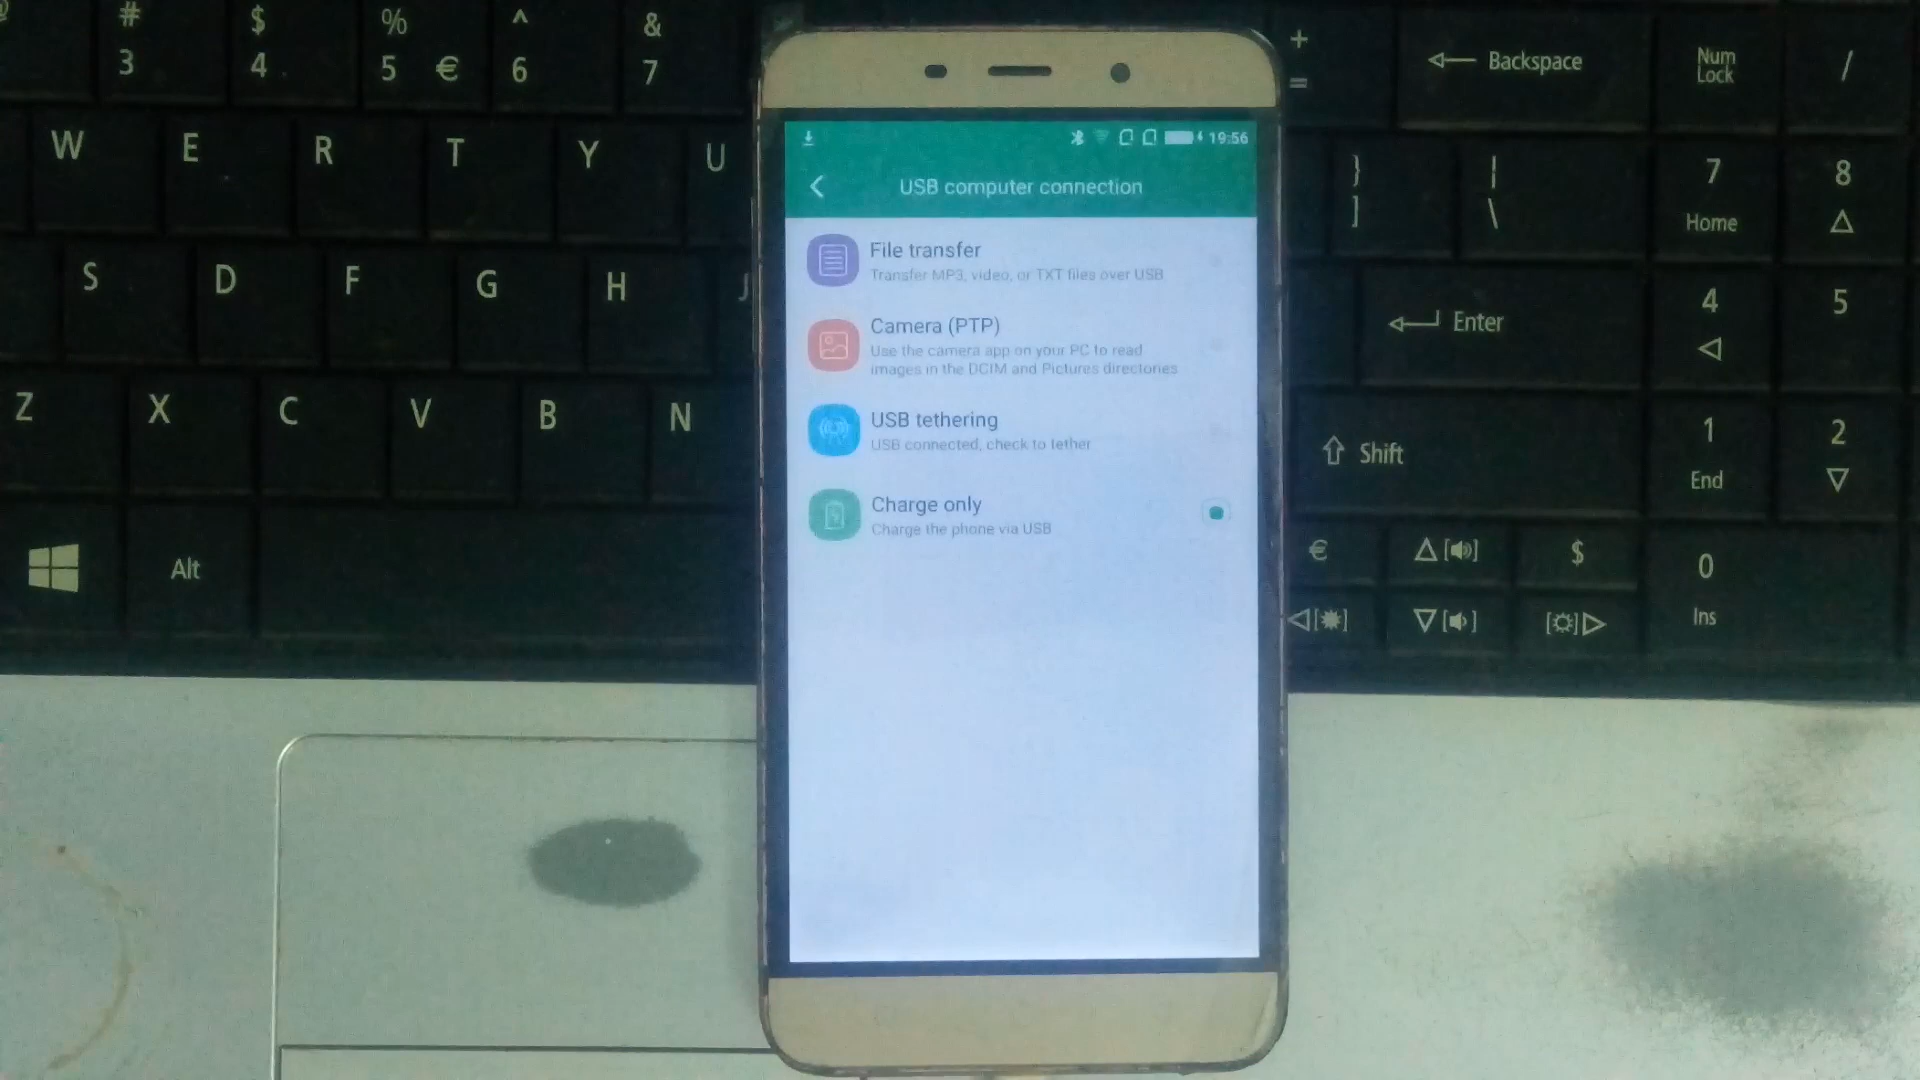 @ # $ % ^ & + ← Backspace Num Lock /
3 4 5 € 6 7 =
19:56
USB computer connection
W E R T Y U } | 7 8
] \ Home △
File transfer
Transfer MP3, video, or TXT files over USB
Camera (PTP)
Use the camera app on your PC to read
images in the DCIM and Pictures directories
S D F G H J ← Enter 4 5
◁
USB tethering
USB connected, check to tether
Z X C V B N ⇧ Shift 1 2
End ▽
Charge only
Charge the phone via USB
Alt € △ $ 0
◁ ▽ ▷ Ins